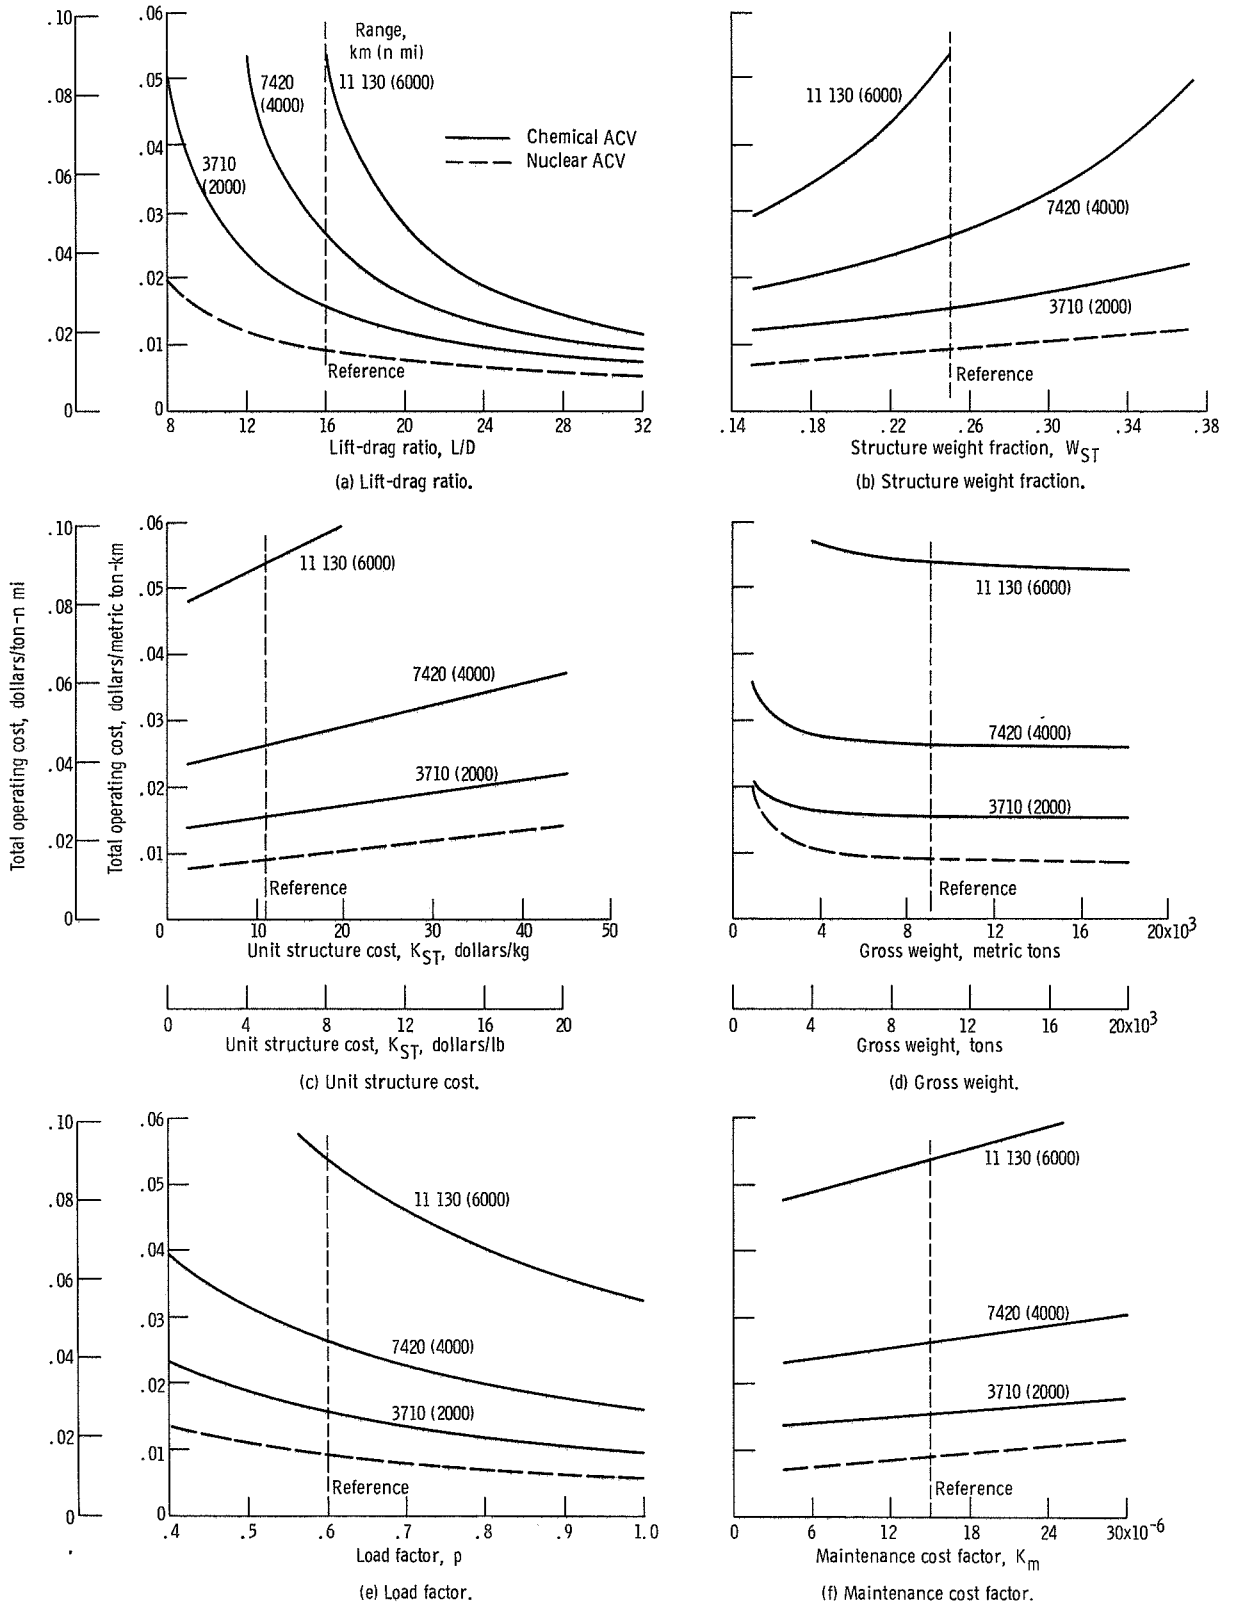 .10
.08
.06
.04
.02
0
.06
.05
.04
.03
.02
.01
0
Range,
km (n mi)
11 130 (6000)
7420
(4000)
3710
(2000)
Chemical ACV
Nuclear ACV
Reference
8 12 16 20 24 28 32
Lift-drag ratio, L/D
(a) Lift-drag ratio.
11 130 (6000)
7420 (4000)
3710 (2000)
Reference
.14 .18 .22 .26 .30 .34 .38
Structure weight fraction, WST
(b) Structure weight fraction.
Total operating cost, dollars/ton-n mi
.10
.08
.06
.04
.02
0
Total operating cost, dollars/metric ton-km
.06
.05
.04
.03
.02
.01
11 130 (6000)
7420 (4000)
3710 (2000)
Reference
0 10 20 30 40 50
Unit structure cost, KST, dollars/kg
0 4 .6 8 12 16 20
Unit structure cost, KST, dollars/lb
(c) Unit structure cost.
11 130 (6000)
7420 (4000)
3710 (2000)
Reference
0 4 8 12 16 20x10³
Gross weight, metric tons
0 4 8 12 16 20x10³
Gross weight, tons
(d) Gross weight.
.10
.08
.06
.04
.02
0
.06
.05
.04
.03
.02
.01
0
11 130 (6000)
7420 (4000)
3710 (2000)
Reference
.4 .5 .6 .7 .8 .9 1.0
Load factor, p
(e) Load factor.
11 130 (6000)
7420 (4000)
3710 (2000)
Reference
0 6 12 18 24 30x10⁻⁶
Maintenance cost factor, Km
(f) Maintenance cost factor.